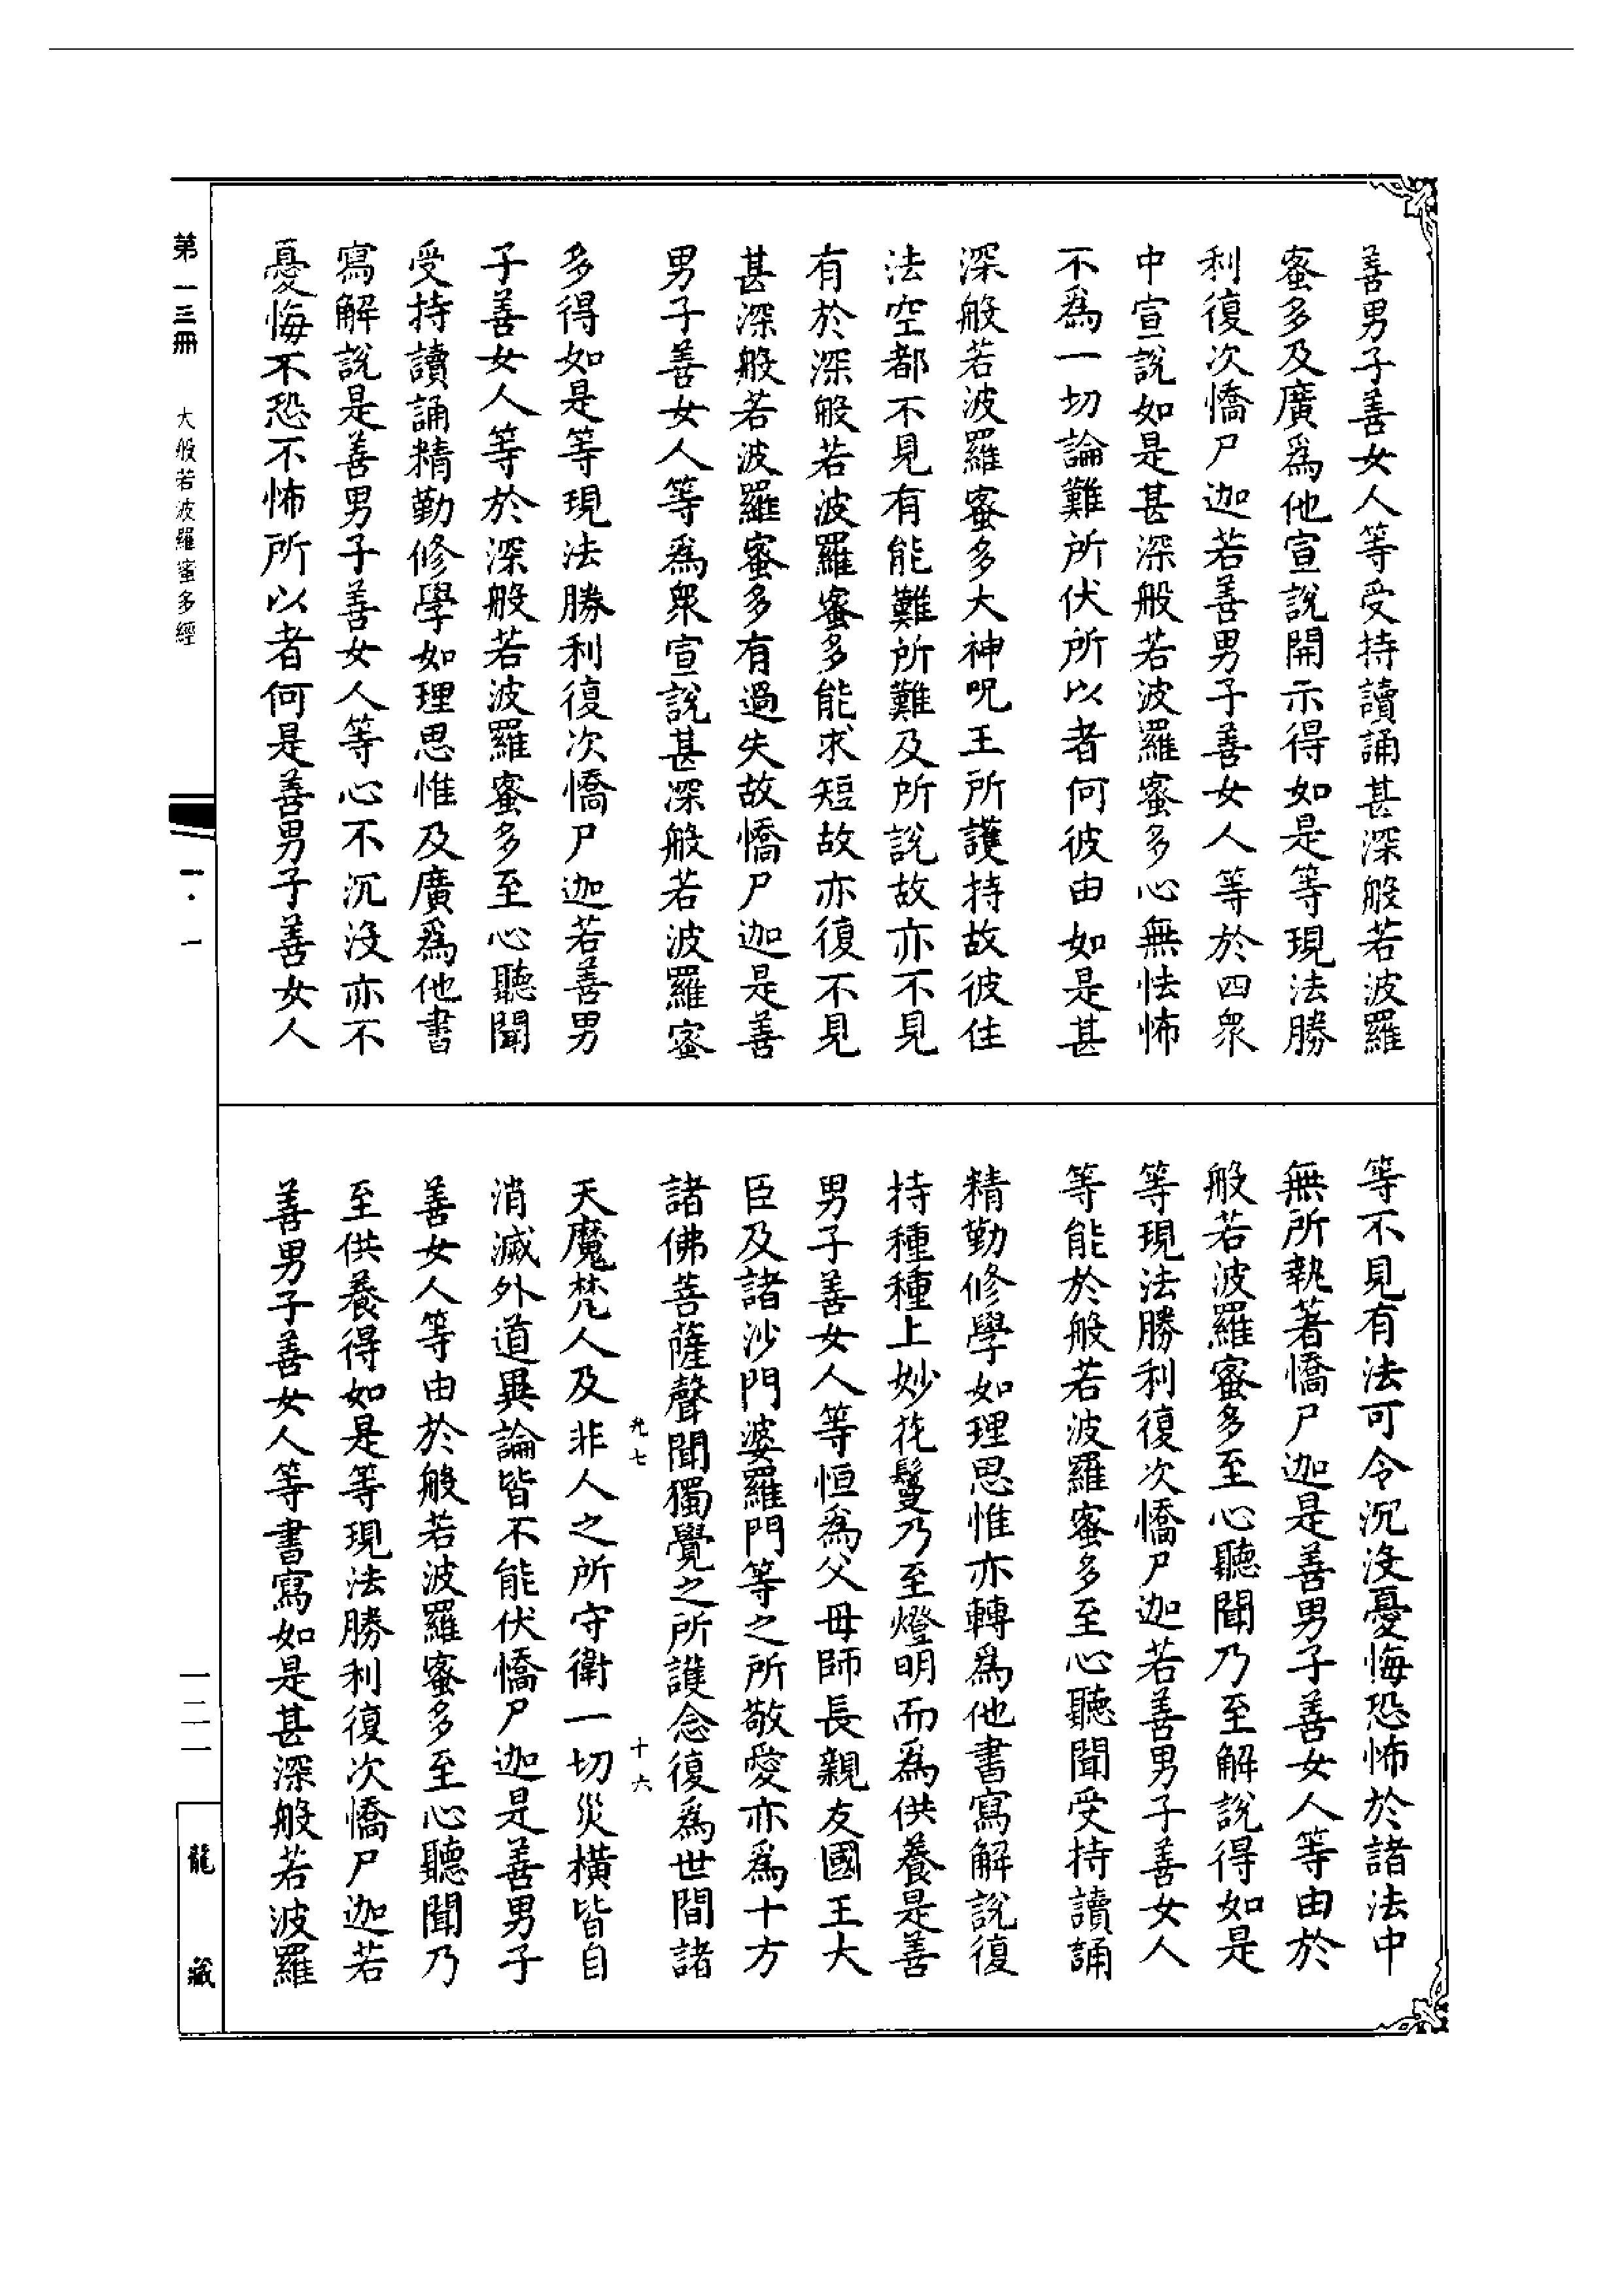 善男子善女人等受持讀誦甚深般若波羅
蜜多及廣爲他宣說開示得如是等現法勝
利復次憍尸迦若善男子善女人等於四衆
中宣說如是甚深般若波羅蜜多心無怯怖
不爲一切論難所伏所以者何彼由如是甚
深般若波羅蜜多大神呪王所護持故彼住
法空都不見有能難所難及所說故亦不見
有於深般若波羅蜜多能求短故亦復不見
甚深般若波羅蜜多有過失故憍尸迦是善
男子善女人等爲衆宣說甚深般若波羅蜜
多得如是等現法勝利復次憍尸迦若善男
子善女人等於深般若波羅蜜多至心聽聞
受持讀誦精勤修學如理思惟及廣爲他書
寫解說是善男子善女人等心不沉沒亦不
憂悔不恐不怖所以者何是善男子善女人
等不見有法可令沉沒憂悔恐怖於諸法中
無所執著憍尸迦是善男子善女人等由於
般若波羅蜜多至心聽聞乃至解說得如是
等現法勝利復次憍尸迦若善男子善女人
等能於般若波羅蜜多至心聽聞受持讀誦
精勤修學如理思惟亦轉爲他書寫解說復
持種種上妙花鬘乃至燈明而爲供養是善
男子善女人等恒爲父母師長親友國王大
臣及諸沙門婆羅門等之所敬愛亦爲十方
諸佛菩薩聲聞獨覺之所護念復爲世間諸
光七 十六
天魔梵人及非人之所守衛一切災橫皆自
消滅外道異論皆不能伏憍尸迦是善男子
善女人等由於般若波羅蜜多至心聽聞乃
至供養得如是等現法勝利復次憍尸迦若
善男子善女人等書寫如是甚深般若波羅
第一三冊 大般若波羅蜜多經
一·一
一二一
龍藏